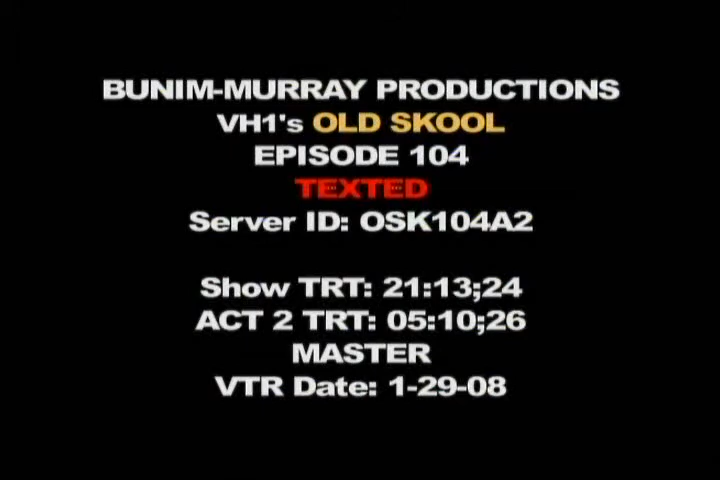 BUNIM-MURRAY PRODUCTIONS
VH1's OLD SKOOL
EPISODE 104
TEXTED
Server ID: OSK104A2
Show TRT: 21:13;24
ACT 2 TRT: 05:10;26
MASTER
VTR Date: 1-29-08